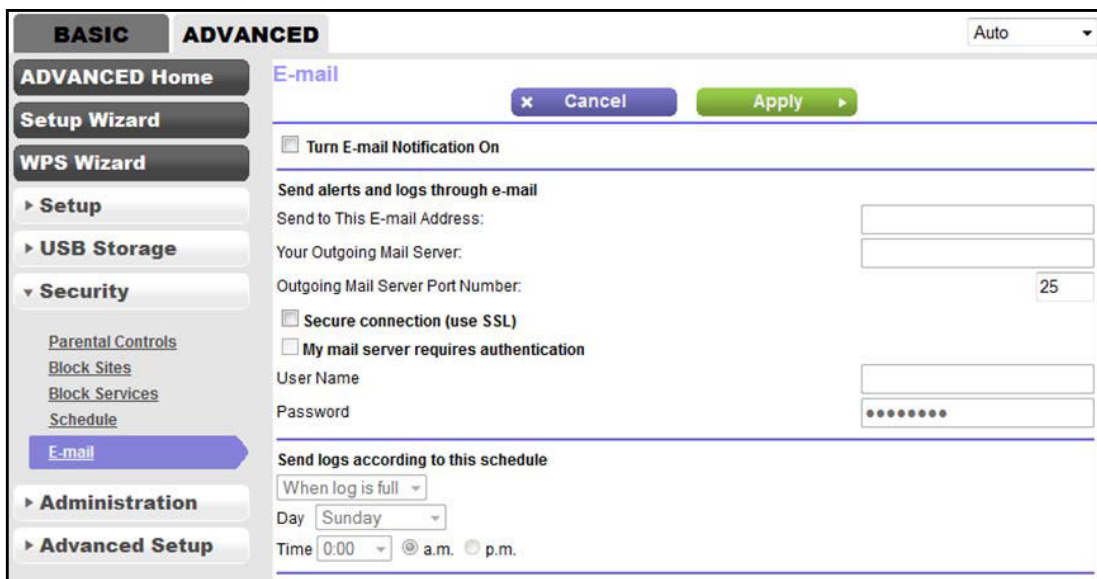 BASIC ADVANCED Auto
ADVANCED Home
Setup Wizard
WPS Wizard
Setup
USB Storage
Security
Parental Controls
Block Sites
Block Services
Schedule
E-mail
Administration
Advanced Setup
E-mail
Cancel Apply
Turn E-mail Notification On
Send alerts and logs through e-mail
Send to This E-mail Address:
Your Outgoing Mail Server:
Outgoing Mail Server Port Number: 25
Secure connection (use SSL)
My mail server requires authentication
User Name
Password ●●●●●●●●
Send logs according to this schedule
When log is full
Day Sunday
Time 0:00 a.m. p.m.